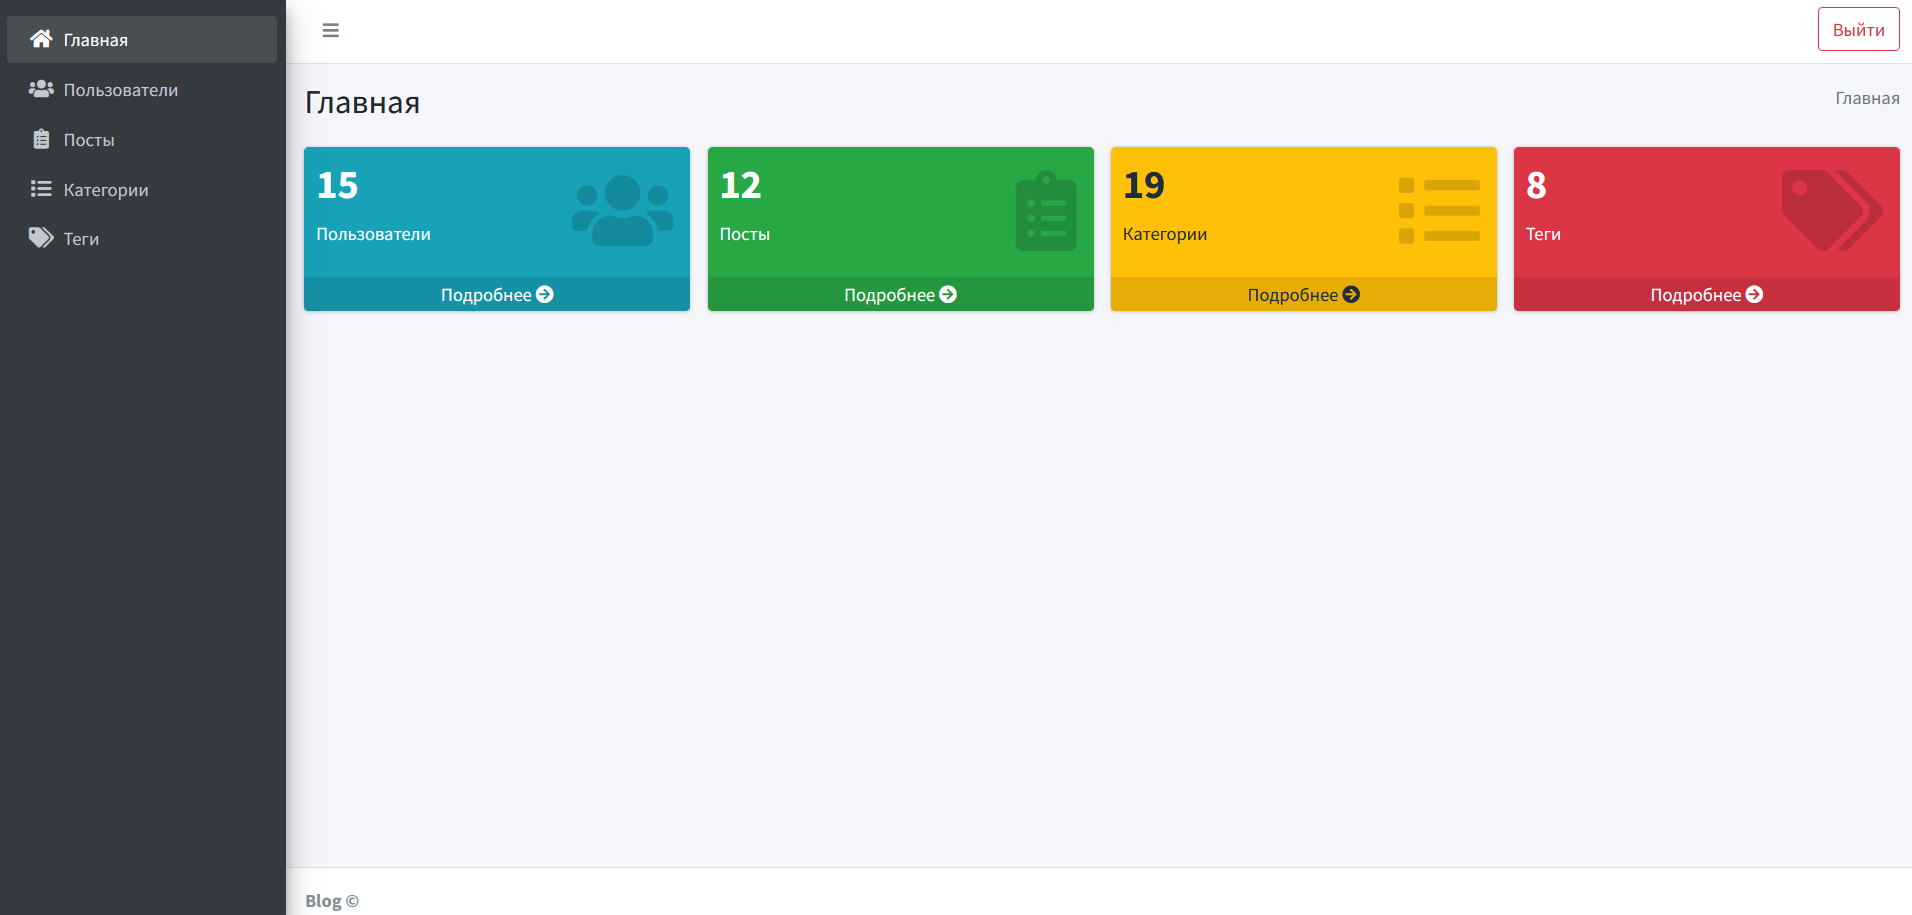 Главная
Пользователи
Посты
Категории
Теги
Выйти
Главная
Главная
15
Пользователи
Подробнее
12
Посты
Подробнее
19
Категории
Подробнее
8
Теги
Подробнее
Blog ©